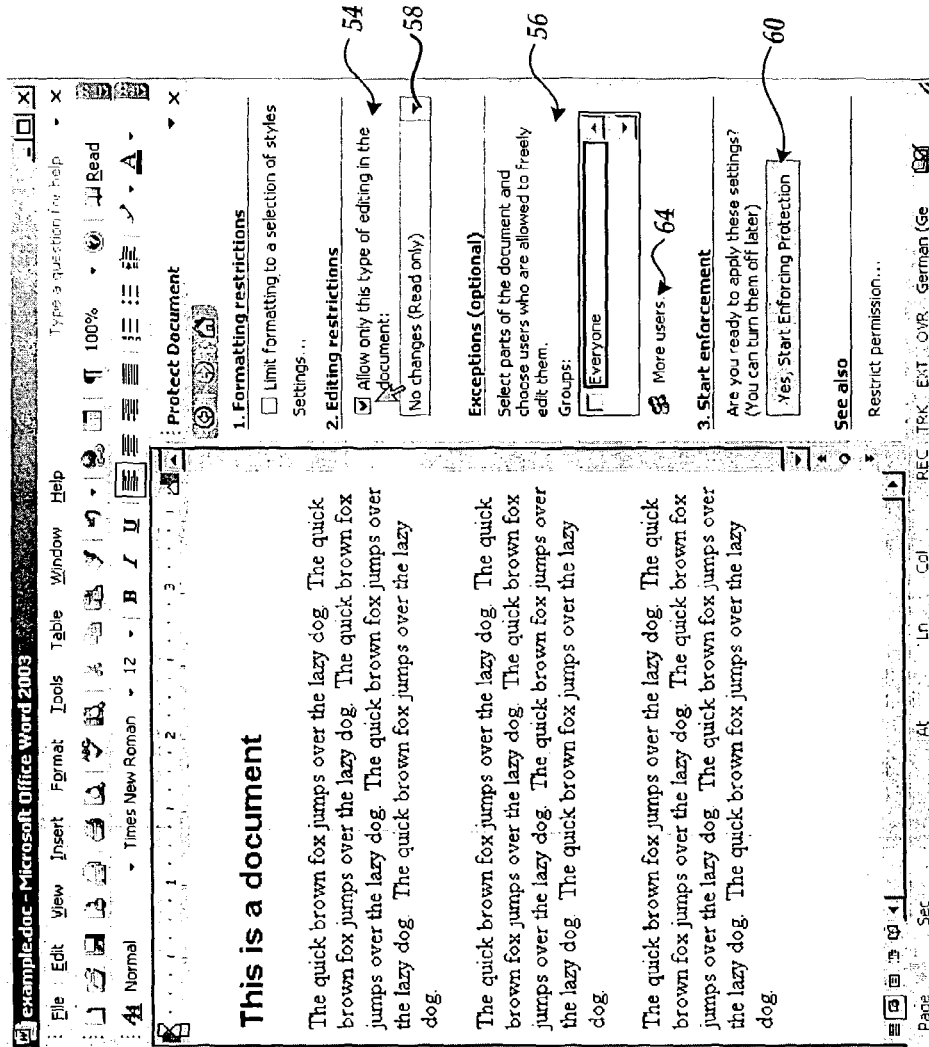 example.doc - Microsoft Office Word 2003
File Edit View Insert Format Tools Table Window Help Type a question for help
100% Read
Normal Times New Roman 12 B I U A
1 2 3
Protect Document
1. Formatting restrictions
Limit formatting to a selection of styles
Settings...
2. Editing restrictions
Allow only this type of editing in the
document:
No changes (Read only)
Exceptions (optional)
Select parts of the document and
choose users who are allowed to freely
edit them.
Groups:
Everyone
More users...
3. Start enforcement
Are you ready to apply these settings?
(You can turn them off later)
Yes, Start Enforcing Protection
See also
Restrict permission...
This is a document
The quick brown fox jumps over the lazy dog. The quick
brown fox jumps over the lazy dog. The quick brown fox
jumps over the lazy dog. The quick brown fox jumps over
the lazy dog. The quick brown fox jumps over the lazy
dog.
The quick brown fox jumps over the lazy dog. The quick
brown fox jumps over the lazy dog. The quick brown fox
jumps over the lazy dog. The quick brown fox jumps over
the lazy dog. The quick brown fox jumps over the lazy
dog.
The quick brown fox jumps over the lazy dog. The quick
brown fox jumps over the lazy dog. The quick brown fox
jumps over the lazy dog. The quick brown fox jumps over
the lazy dog. The quick brown fox jumps over the lazy
dog.
Page Sec At Ln Col REC TRK EXT OVR German (Ge
54
58
56
64
60